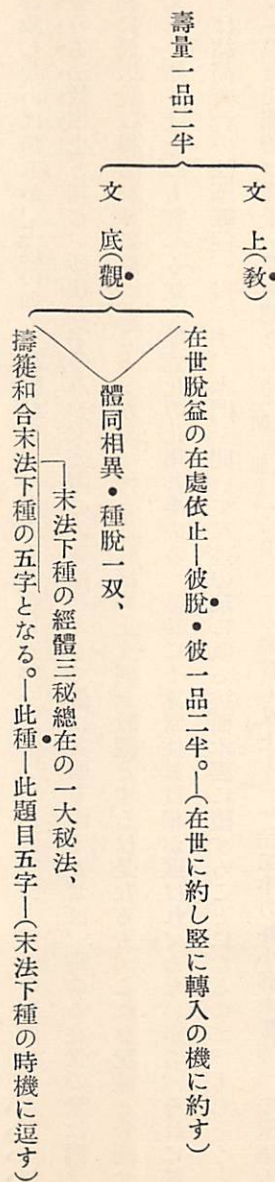 壽量一品二半
文 上(敎)
文 底(觀)
在世脫益の在處依止―彼脫・彼一品二半。―(在世に約し竪に轉入の機に約す)
體同相異・種脫一双、
末法下種の經體三秘總在の一大秘法、
擣簁和合末法下種の五字となる。―此種―此題目五字―(末法下種の時機に逗す)